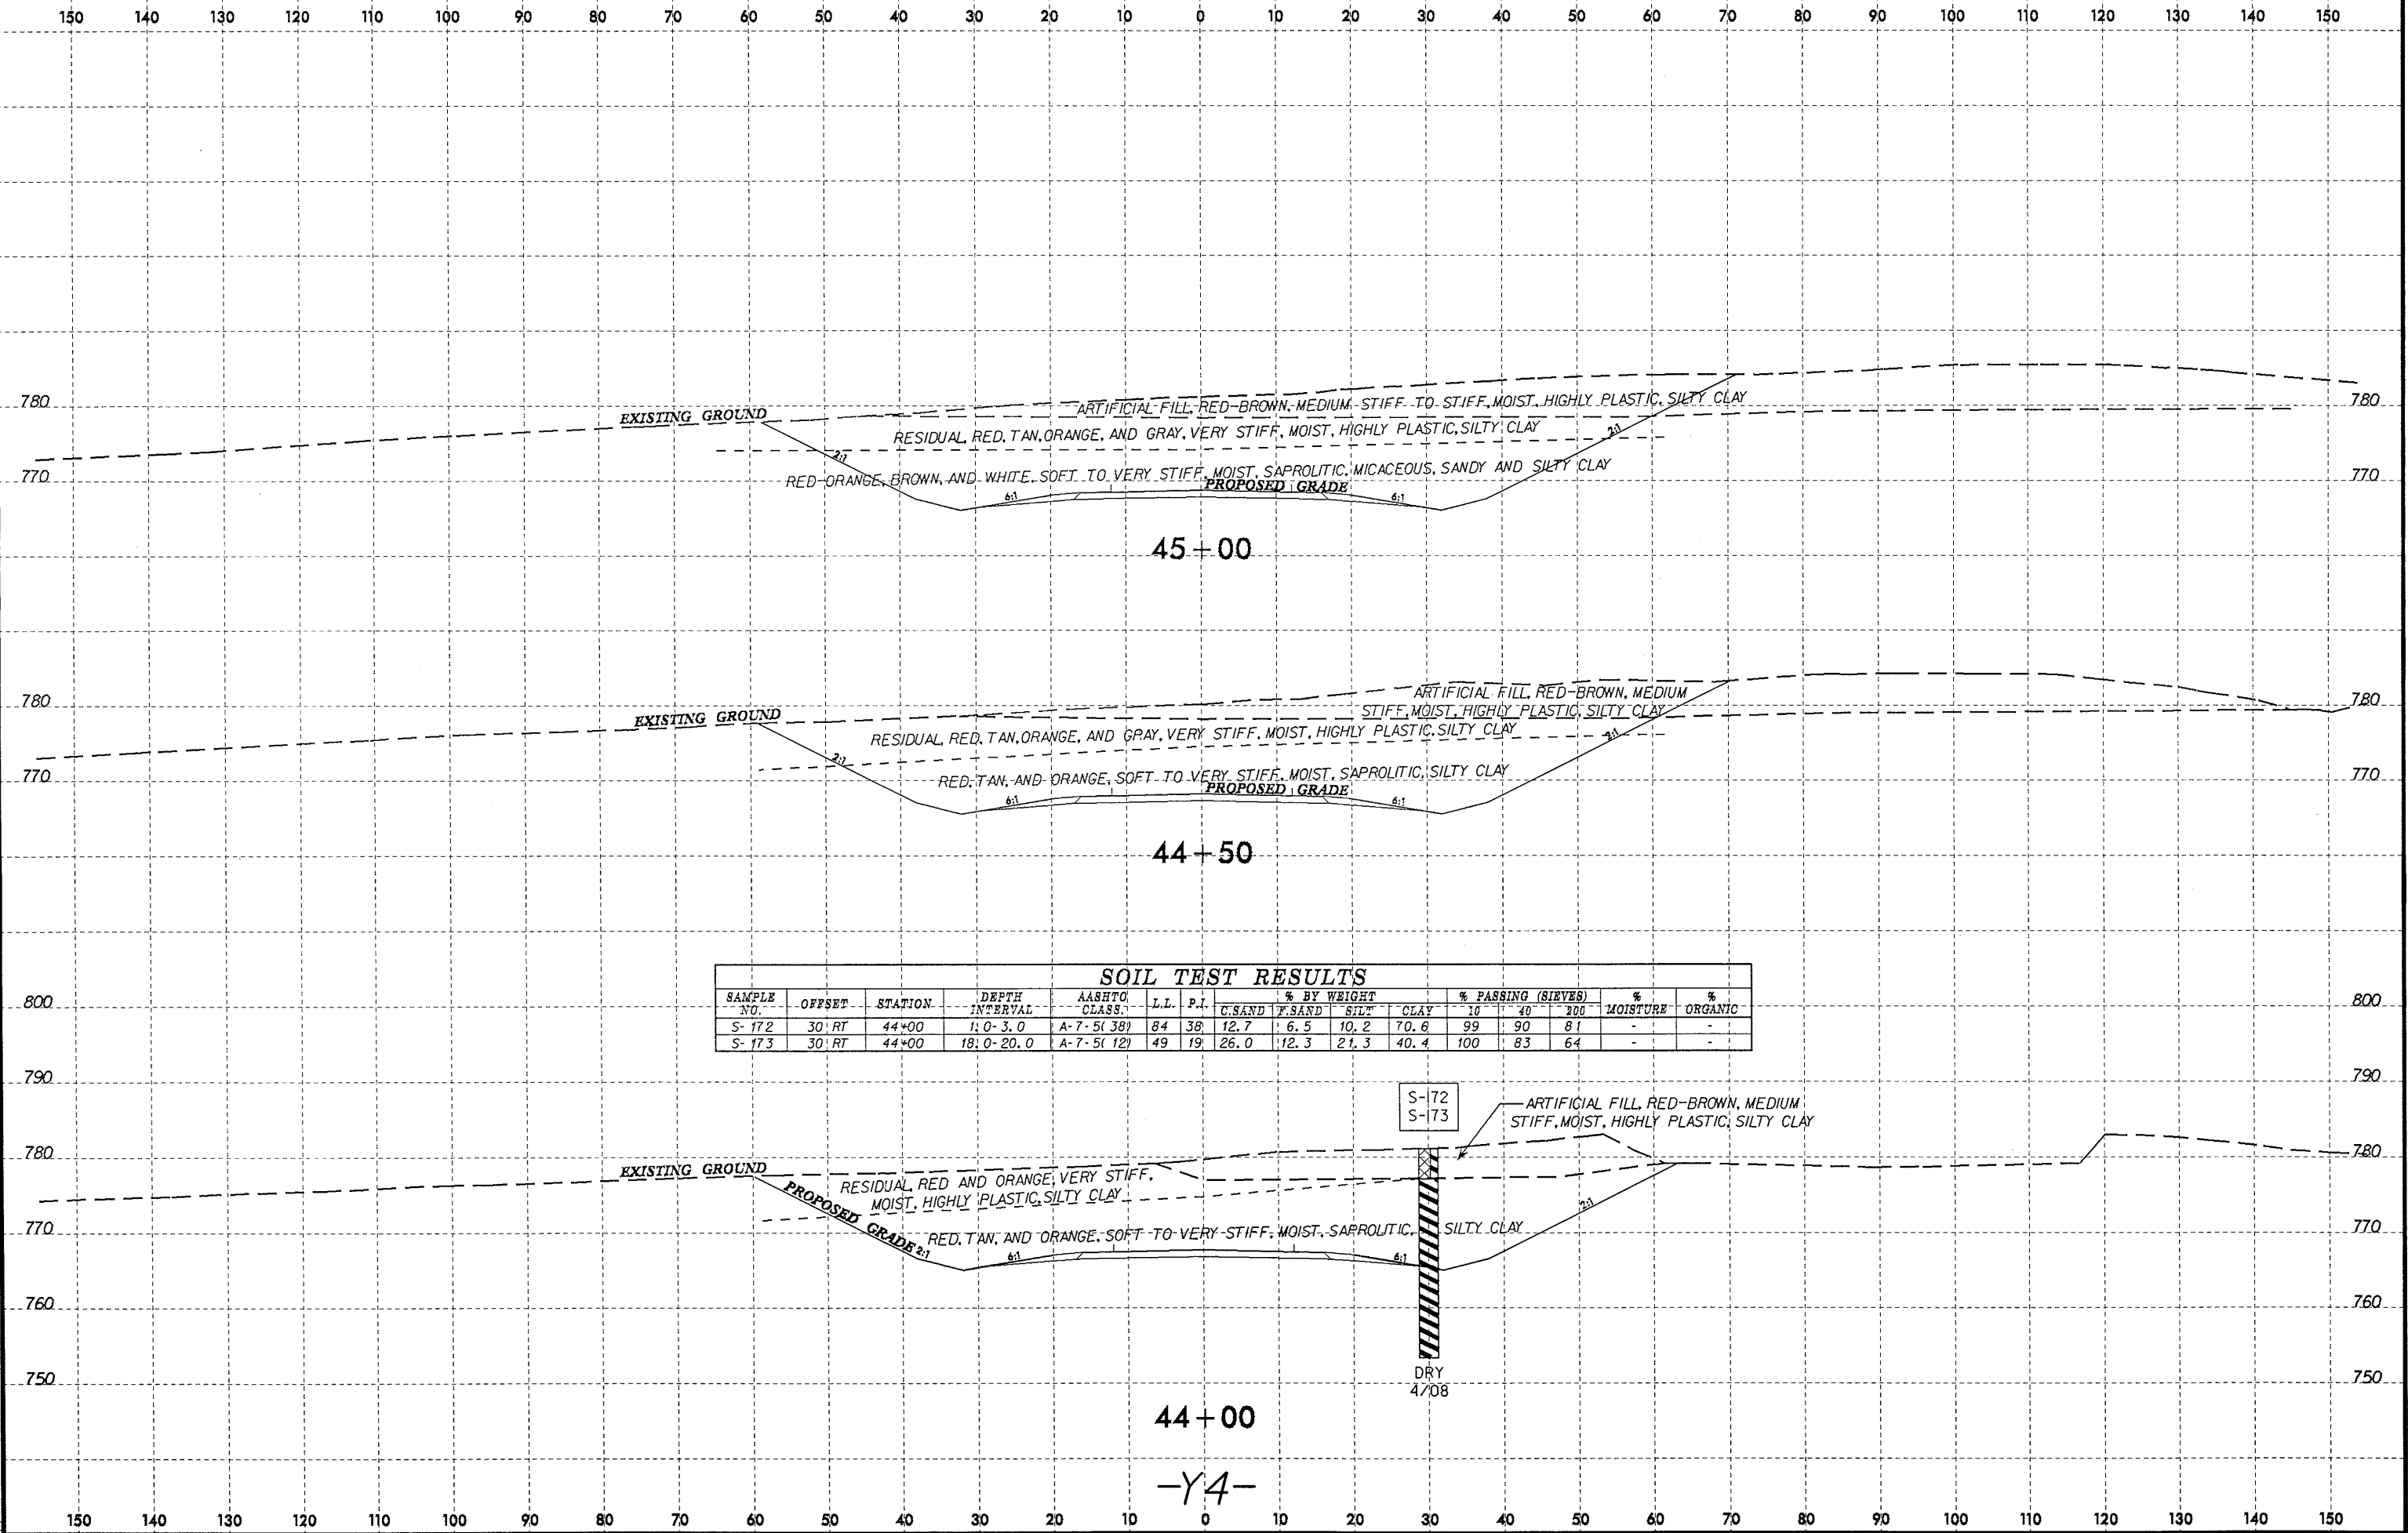 150 140 130 120 110 100 90 80 70 60 50 40 30 20 10 0 10 20 30 40 50 60 70 80 90 100 110 120 130 140 150
780 780
EXISTING GROUND
ARTIFICIAL FILL, RED-BROWN, MEDIUM STIFF TO STIFF, MOIST, HIGHLY PLASTIC, SILTY CLAY
RESIDUAL, RED, TAN, ORANGE, AND GRAY, VERY STIFF, MOIST, HIGHLY PLASTIC, SILTY CLAY
2:1 2:1
RED-ORANGE, BROWN, AND WHITE, SOFT TO VERY STIFF, MOIST, SAPROLITIC, MICACEOUS, SANDY AND SILTY CLAY
770 770
PROPOSED GRADE
6:1 6:1
45+00
780 780
EXISTING GROUND
ARTIFICIAL FILL, RED-BROWN, MEDIUM
STIFF, MOIST, HIGHLY PLASTIC, SILTY CLAY
RESIDUAL, RED, TAN, ORANGE, AND GRAY, VERY STIFF, MOIST, HIGHLY PLASTIC, SILTY CLAY
2:1 2:1
RED, TAN, AND ORANGE, SOFT TO VERY STIFF, MOIST, SAPROLITIC, SILTY CLAY
770 770
PROPOSED GRADE
6:1 6:1
44+50
SOIL TEST RESULTS
SAMPLE NO. OFFSET STATION DEPTH INTERVAL AASHTO CLASS. L.L. P.I. % BY WEIGHT % PASSING (SIEVES) % MOISTURE % ORGANIC
C.SAND F.SAND SILT CLAY 10 40 200
S-172 30 RT 44+00 1.0-3.0 A-7-5(38) 84 38 12.7 6.5 10.2 70.6 99 90 81 - -
S-173 30 RT 44+00 18.0-20.0 A-7-5(12) 49 19 26.0 12.3 21.3 40.4 100 83 64 - -
800 800
790 790
S-172
S-173
ARTIFICIAL FILL, RED-BROWN, MEDIUM
STIFF, MOIST, HIGHLY PLASTIC, SILTY CLAY
780 780
EXISTING GROUND
RESIDUAL, RED AND ORANGE, VERY STIFF,
MOIST, HIGHLY PLASTIC, SILTY CLAY
PROPOSED GRADE 2:1
2:1
RED, TAN, AND ORANGE, SOFT TO VERY STIFF, MOIST, SAPROLITIC, SILTY CLAY
770 770
6:1 6:1
760 760
750 750
DRY
4/08
44+00
-Y4-
150 140 130 120 110 100 90 80 70 60 50 40 30 20 10 0 10 20 30 40 50 60 70 80 90 100 110 120 130 140 150